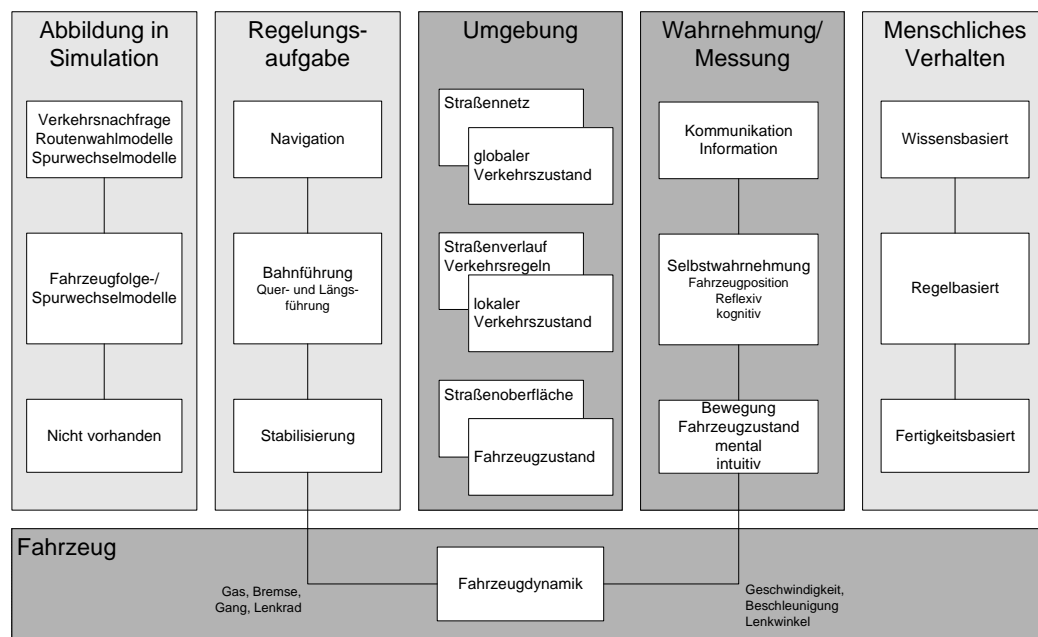 Abbildung in
Simulation
Verkehrsnachfrage
Routenwahlmodelle
Spurwechselmodelle
Fahrzeugfolge-/
Spurwechselmodelle
Nicht vorhanden
Regelungs-
aufgabe
Navigation
Bahnführung
Quer- und Längs-
führung
Stabilisierung
Umgebung
Straßennetz
globaler
Verkehrszustand
Straßenverlauf
Verkehrsregeln
lokaler
Verkehrszustand
Straßenoberfläche
Fahrzeugzustand
Wahrnehmung/
Messung
Kommunikation
Information
Selbstwahrnehmung
Fahrzeugposition
Reflexiv
kognitiv
Bewegung
Fahrzeugzustand
mental
intuitiv
Menschliches
Verhalten
Wissensbasiert
Regelbasiert
Fertigkeitsbasiert
Fahrzeug
Gas, Bremse,
Gang, Lenkrad
Fahrzeugdynamik
Geschwindigkeit,
Beschleunigung
Lenkwinkel